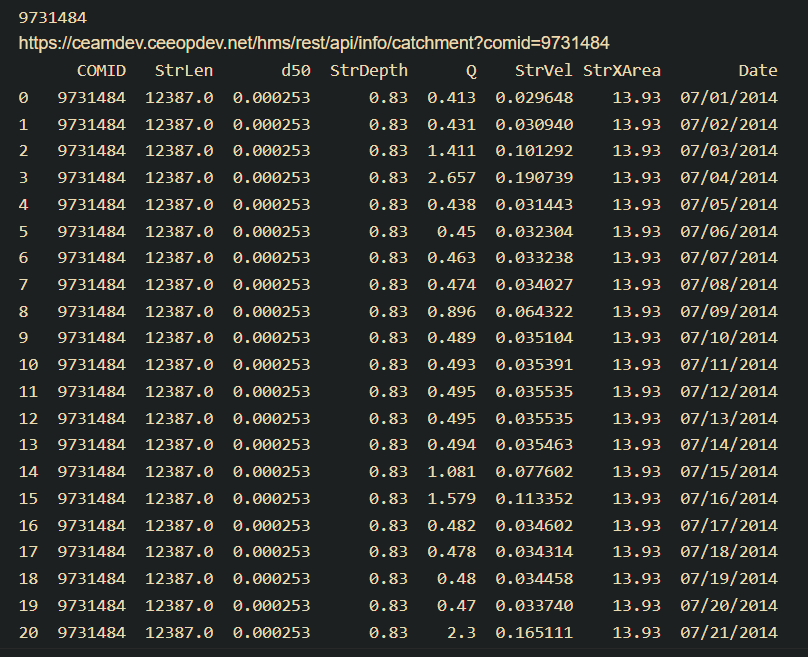 9731484
https://ceamdev.ceeopdev.net/hms/rest/api/info/catchment?comid=9731484
COMID StrLen d50 StrDepth Q StrVel StrXArea Date
0 9731484 12387.0 0.000253 0.83 0.413 0.029648 13.93 07/01/2014
1 9731484 12387.0 0.000253 0.83 0.431 0.030940 13.93 07/02/2014
2 9731484 12387.0 0.000253 0.83 1.411 0.101292 13.93 07/03/2014
3 9731484 12387.0 0.000253 0.83 2.657 0.190739 13.93 07/04/2014
4 9731484 12387.0 0.000253 0.83 0.438 0.031443 13.93 07/05/2014
5 9731484 12387.0 0.000253 0.83 0.45 0.032304 13.93 07/06/2014
6 9731484 12387.0 0.000253 0.83 0.463 0.033238 13.93 07/07/2014
7 9731484 12387.0 0.000253 0.83 0.474 0.034027 13.93 07/08/2014
8 9731484 12387.0 0.000253 0.83 0.896 0.064322 13.93 07/09/2014
9 9731484 12387.0 0.000253 0.83 0.489 0.035104 13.93 07/10/2014
10 9731484 12387.0 0.000253 0.83 0.493 0.035391 13.93 07/11/2014
11 9731484 12387.0 0.000253 0.83 0.495 0.035535 13.93 07/12/2014
12 9731484 12387.0 0.000253 0.83 0.495 0.035535 13.93 07/13/2014
13 9731484 12387.0 0.000253 0.83 0.494 0.035463 13.93 07/14/2014
14 9731484 12387.0 0.000253 0.83 1.081 0.077602 13.93 07/15/2014
15 9731484 12387.0 0.000253 0.83 1.579 0.113352 13.93 07/16/2014
16 9731484 12387.0 0.000253 0.83 0.482 0.034602 13.93 07/17/2014
17 9731484 12387.0 0.000253 0.83 0.478 0.034314 13.93 07/18/2014
18 9731484 12387.0 0.000253 0.83 0.48 0.034458 13.93 07/19/2014
19 9731484 12387.0 0.000253 0.83 0.47 0.033740 13.93 07/20/2014
20 9731484 12387.0 0.000253 0.83 2.3 0.165111 13.93 07/21/2014